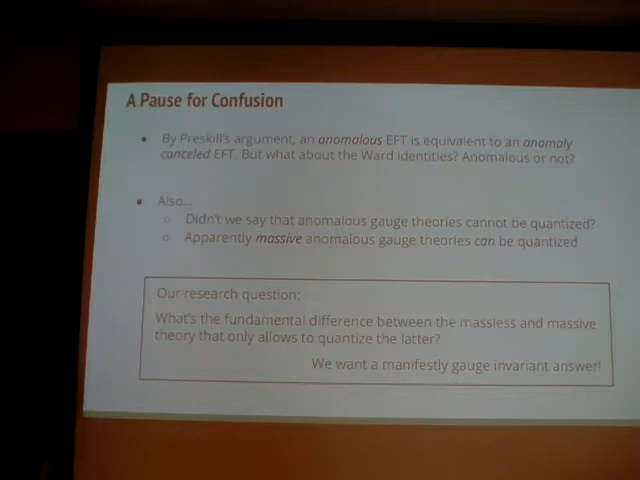 A Pause for Confusion
• By Preskill's argument, an anomalous EFT is equivalent to an anomaly
canceled EFT. But what about the Ward identities? Anomalous or not?
• Also...
○ Didn't we say that anomalous gauge theories cannot be quantized?
○ Apparently massive anomalous gauge theories can be quantized
Our research question:
What's the fundamental difference between the massless and massive
theory that only allows to quantize the latter?
We want a manifestly gauge invariant answer!